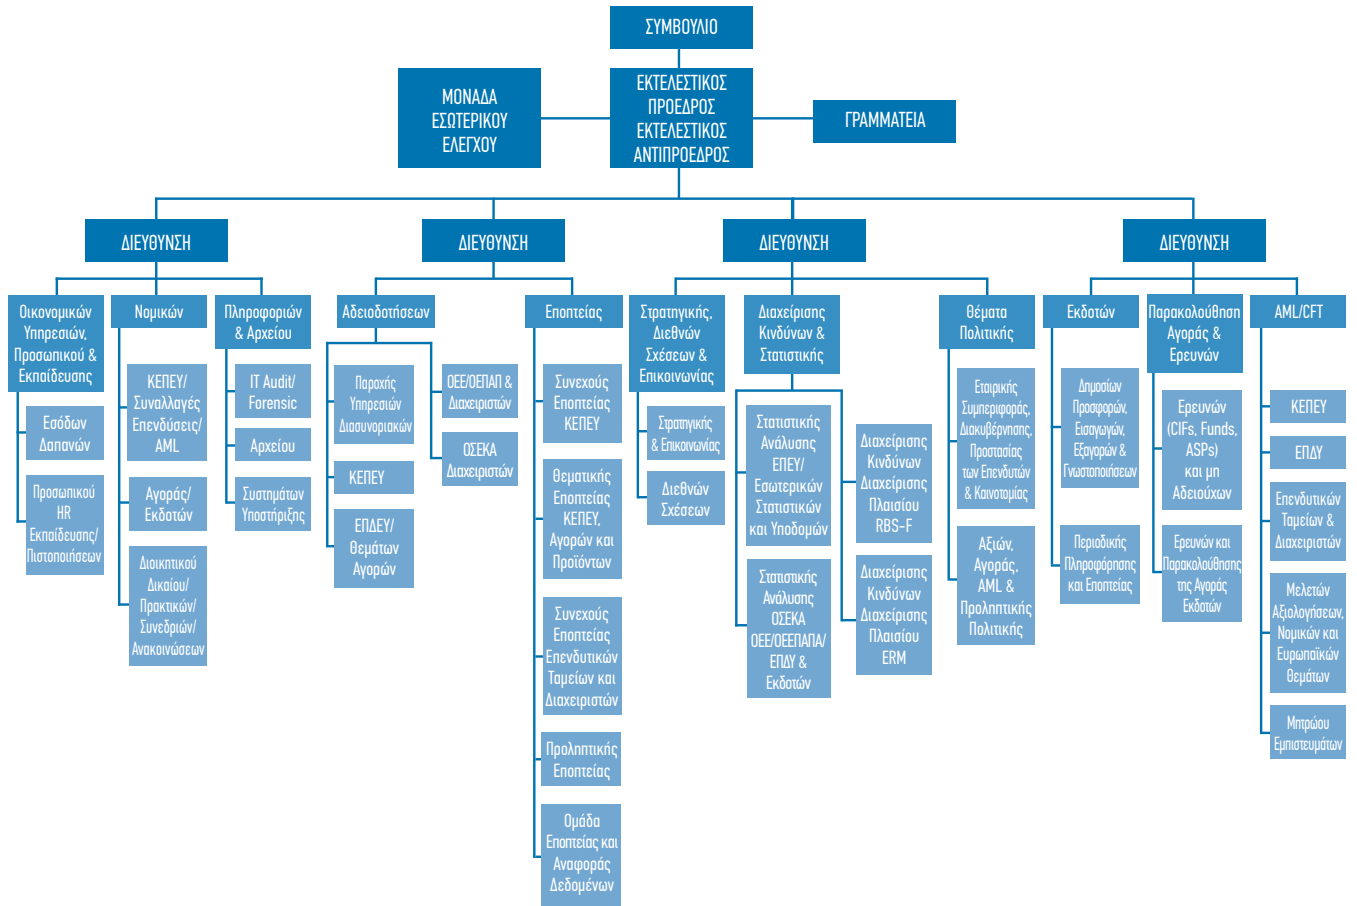 ΣΥΜΒΟΥΛΙΟ
ΜΟΝΑΔΑ
ΕΣΩΤΕΡΙΚΟΥ
ΕΛΕΓΧΟΥ
ΕΚΤΕΛΕΣΤΙΚΟΣ
ΠΡΟΕΔΡΟΣ
ΕΚΤΕΛΕΣΤΙΚΟΣ
ΑΝΤΙΠΡΟΕΔΡΟΣ
ΓΡΑΜΜΑΤΕΙΑ
ΔΙΕΥΘΥΝΣΗ
Οικονομικών
Υπηρεσιών,
Προσωπικού &
Εκπαίδευσης
Εσόδων
Δαπανών
Προσωπικού
HR
Εκπαίδευσης/
Πιστοποιήσεων
Νομικών
ΚΕΠΕΥ/
Συναλλαγές
Επενδύσεις/
AML
Αγοράς/
Εκδοτών
Διοικητικού
Δικαίου/
Πρακτικών/
Συνεδριών/
Ανακοινώσεων
Πληροφοριών
& Αρχείου
IT Audit/
Forensic
Αρχείου
Συστημάτων
Υποστήριξης
ΔΙΕΥΘΥΝΣΗ
Αδειοδοτήσεων
Παροχής
Υπηρεσιών
Διασυνοριακών
ΚΕΠΕΥ
ΕΠΔΕΥ/
Θεμάτων
Αγορών
ΟΕΕ/ΟΕΠΑΠ &
Διαχειριστών
ΟΣΕΚΑ
Διαχειριστών
Εποπτείας
Συνεχούς
Εποπτείας
ΚΕΠΕΥ
Θεματικής
Εποπτείας
ΚΕΠΕΥ,
Αγορών και
Προϊόντων
Συνεχούς
Εποπτείας
Επενδυτικών
Ταμείων και
Διαχειριστών
Προληπτικής
Εποπτείας
Ομάδα
Εποπτείας και
Αναφοράς
Δεδομένων
ΔΙΕΥΘΥΝΣΗ
Στρατηγικής,
Διεθνών
Σχέσεων &
Επικοινωνίας
Στρατηγικής
& Επικοινωνίας
Διεθνών
Σχέσεων
Διαχείρισης
Κινδύνων &
Στατιστικής
Στατιστικής
Ανάλυσης
ΕΠΕΥ/
Εσωτερικών
Στατιστικών
και Υποδομών
Στατιστικής
Ανάλυσης
ΟΣΕΚΑ
ΟΕΕ/ΟΕΕΠΑΠΑ/
ΕΠΔΥ &
Εκδοτών
Διαχείρισης
Κινδύνων
Διαχείρισης
Πλαισίου
RBS-F
Διαχείρισης
Κινδύνων
Διαχείρισης
Πλαισίου
ERM
Θέματα
Πολιτικής
Εταιρικής
Συμπεριφοράς,
Διακυβέρνησης,
Προστασίας
των Επενδυτών
& Καινοτομίας
Αξιών,
Αγοράς,
AML &
Προληπτικής
Πολιτικής
ΔΙΕΥΘΥΝΣΗ
Εκδοτών
Δημοσίων
Προσφορών,
Εισαγωγών,
Εξαγορών &
Γνωστοποιήσεων
Περιοδικής
Πληροφόρησης
και Εποπτείας
Παρακολούθηση
Αγοράς &
Ερευνών
Ερευνών
(CIFs, Funds,
ASPs)
και μη
Αδειούχων
Ερευνών και
Παρακολούθησης
της Αγοράς
Εκδοτών
AML/CFT
ΚΕΠΕΥ
ΕΠΔΥ
Επενδυτικών
Ταμείων &
Διαχειριστών
Μελετών
Αξιολογήσεων,
Νομικών και
Ευρωπαϊκών
Θεμάτων
Μητρώου
Εμπιστευμάτων